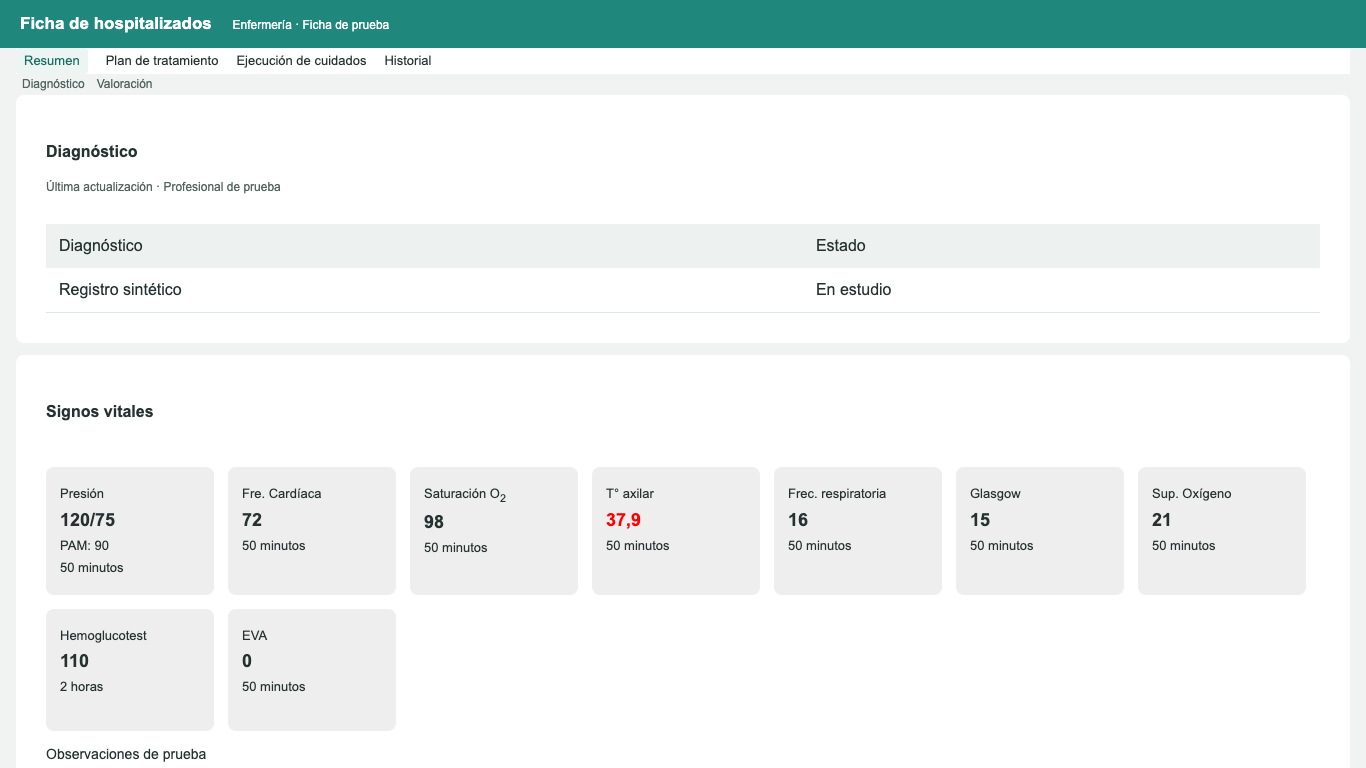 Ficha de hospitalizados Enfermería · Ficha de prueba
Resumen Plan de tratamiento Ejecución de cuidados Historial
Diagnóstico Valoración
Diagnóstico
Última actualización · Profesional de prueba
Diagnóstico Estado
Registro sintético En estudio
Signos vitales
Presión
120/75
PAM: 90
50 minutos
Fre. Cardíaca
72
50 minutos
Saturación O2
98
50 minutos
T° axilar
37,9
50 minutos
Frec. respiratoria
16
50 minutos
Glasgow
15
50 minutos
Sup. Oxígeno
21
50 minutos
Hemoglucotest
110
2 horas
EVA
0
50 minutos
Observaciones de prueba